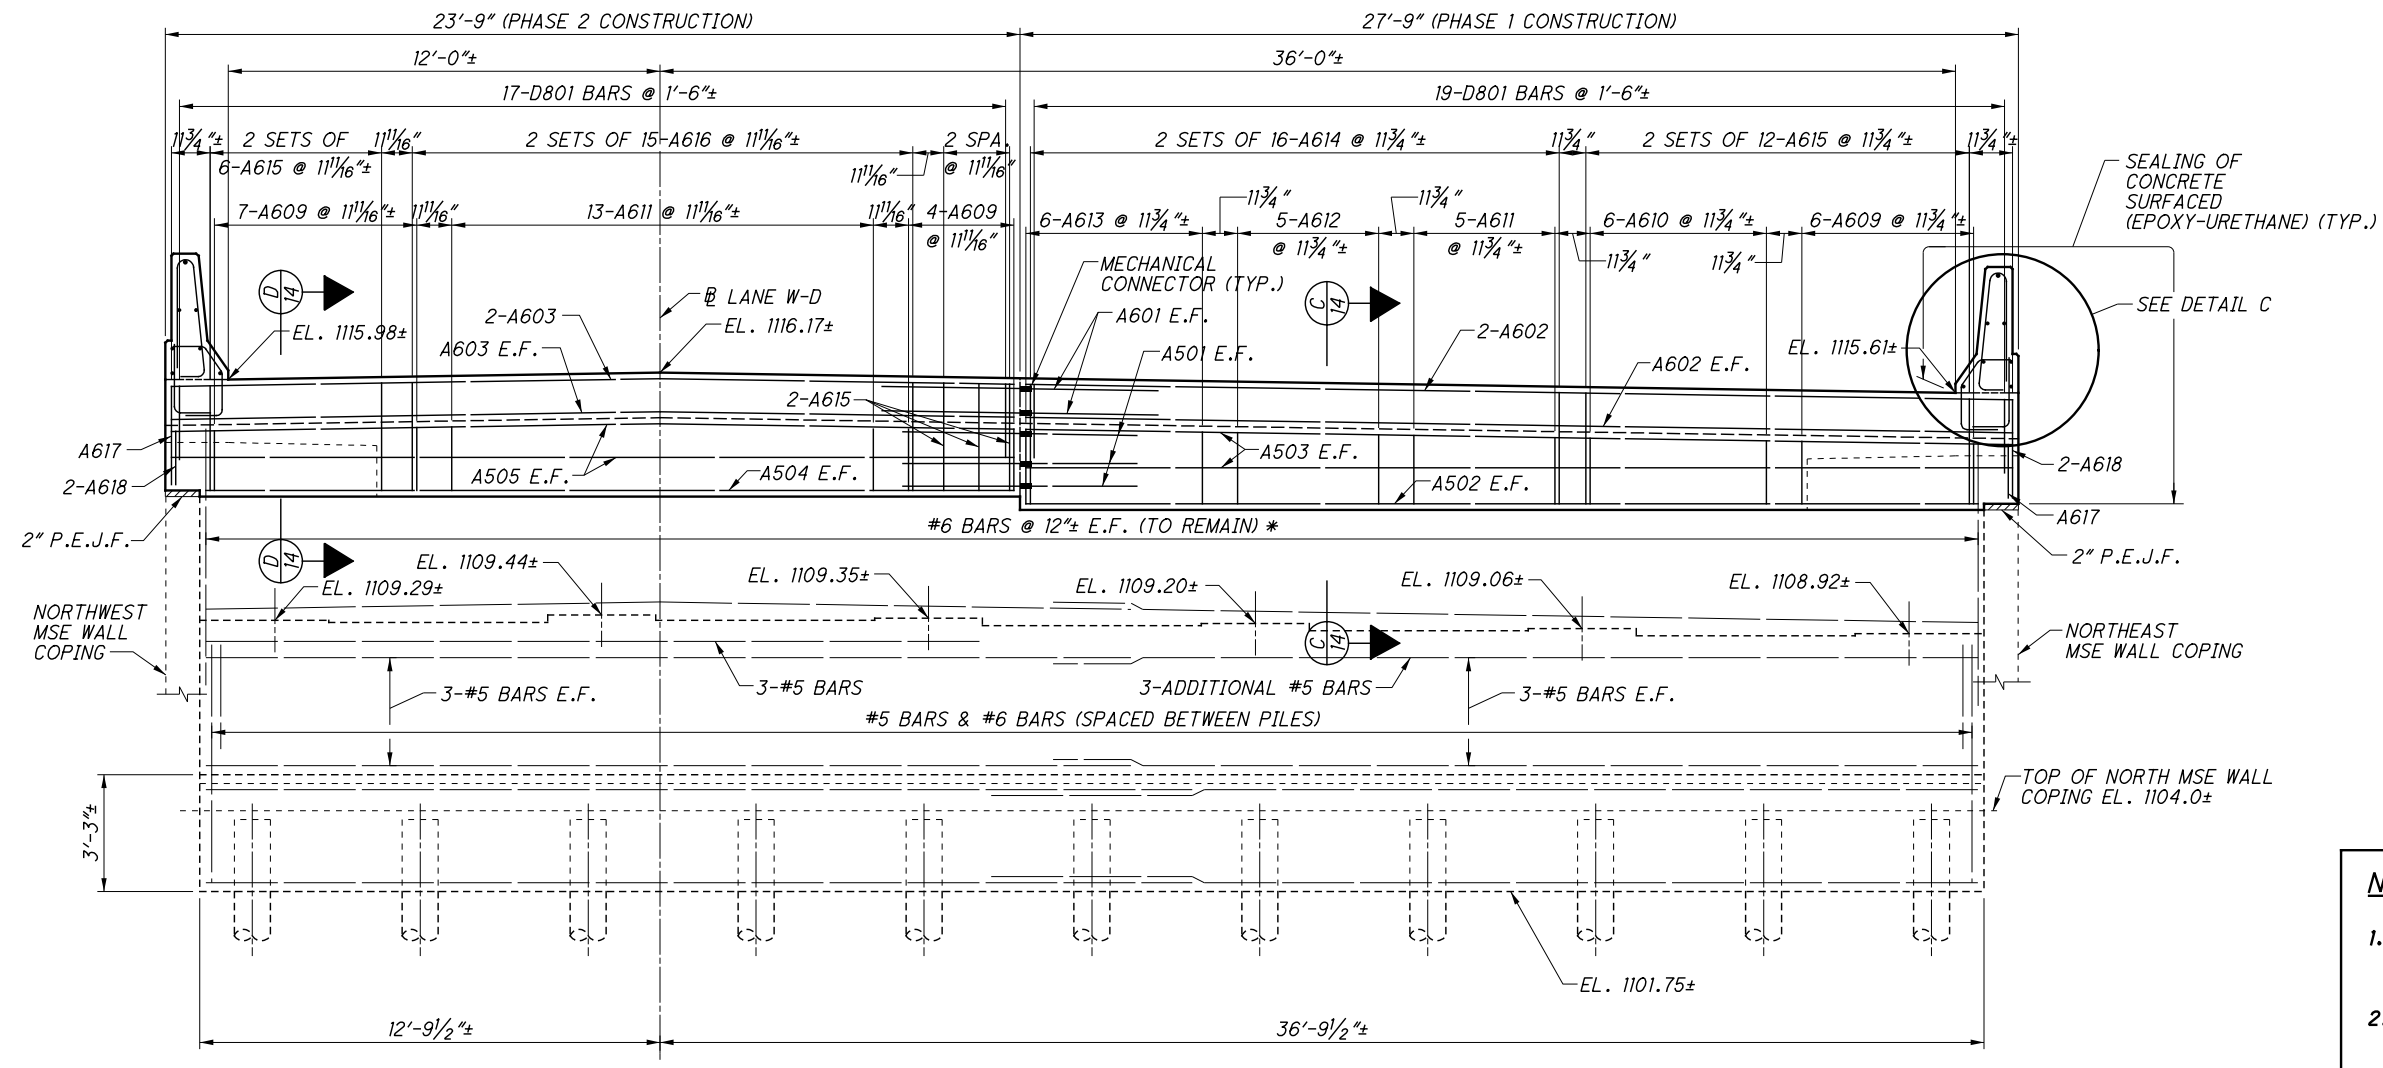 23'-9" (PHASE 2 CONSTRUCTION)
27'-9" (PHASE 1 CONSTRUCTION)
12'-0"±
36'-0"±
17-D801 BARS @ 1'-6"±
19-D801 BARS @ 1'-6"±
11¾"±
2 SETS OF
6-A615 @ 11 11/16"±
11 11/16"
2 SETS OF 15-A616 @ 11 11/16"±
11 11/16"
2 SPA.
@ 11 11/16"
2 SETS OF 16-A614 @ 11¾"±
11¾"
2 SETS OF 12-A615 @ 11¾"±
11¾"±
7-A609 @ 11 11/16"±
11 11/16"
13-A611 @ 11 11/16"±
11 11/16"
4-A609
@ 11 11/16"
6-A613 @ 11¾"±
11¾"
5-A612
@ 11¾"±
11¾"
5-A611
@ 11¾"±
11¾"
6-A610 @ 11¾"±
11¾"
6-A609 @ 11¾"±
SEALING OF
CONCRETE
SURFACED
(EPOXY-URETHANE) (TYP.)
D
14
EL. 1115.98±
2-A603
A603 E.F.
℄ LANE W-D
EL. 1116.17±
MECHANICAL
CONNECTOR (TYP.)
A601 E.F.
A501 E.F.
C
14
2-A602
A602 E.F.
EL. 1115.61±
SEE DETAIL C
2-A615
A617
2-A618
A505 E.F.
A504 E.F.
A503 E.F.
A502 E.F.
2-A618
A617
2" P.E.J.F.
2" P.E.J.F.
#6 BARS @ 12"± E.F. (TO REMAIN) *
D
14
EL. 1109.29±
EL. 1109.44±
EL. 1109.35±
EL. 1109.20±
EL. 1109.06±
EL. 1108.92±
NORTHWEST
MSE WALL
COPING
C
14
NORTHEAST
MSE WALL COPING
3-#5 BARS E.F.
3-#5 BARS
3-ADDITIONAL #5 BARS
3-#5 BARS E.F.
#5 BARS & #6 BARS (SPACED BETWEEN PILES)
3'-3"±
TOP OF NORTH MSE WALL
COPING EL. 1104.0±
EL. 1101.75±
12'-9½"±
36'-9½"±
1.
2.